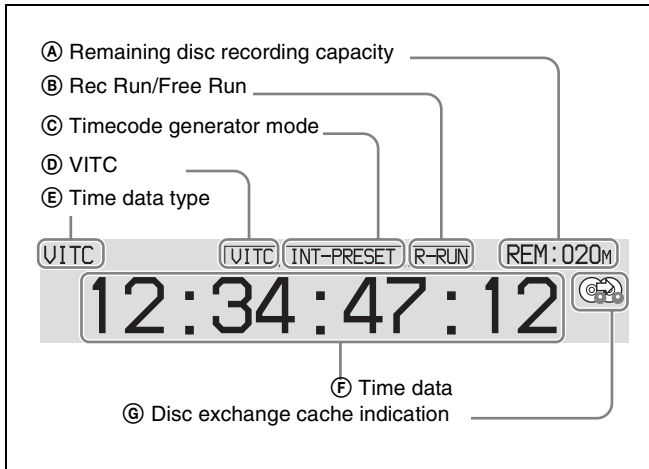 Ⓐ Remaining disc recording capacity
Ⓑ Rec Run/Free Run
Ⓒ Timecode generator mode
Ⓓ VITC
Ⓔ Time data type
VITC VITC INT-PRESET R-RUN REM:020M
12:34:47:12
Ⓕ Time data
Ⓖ Disc exchange cache indication